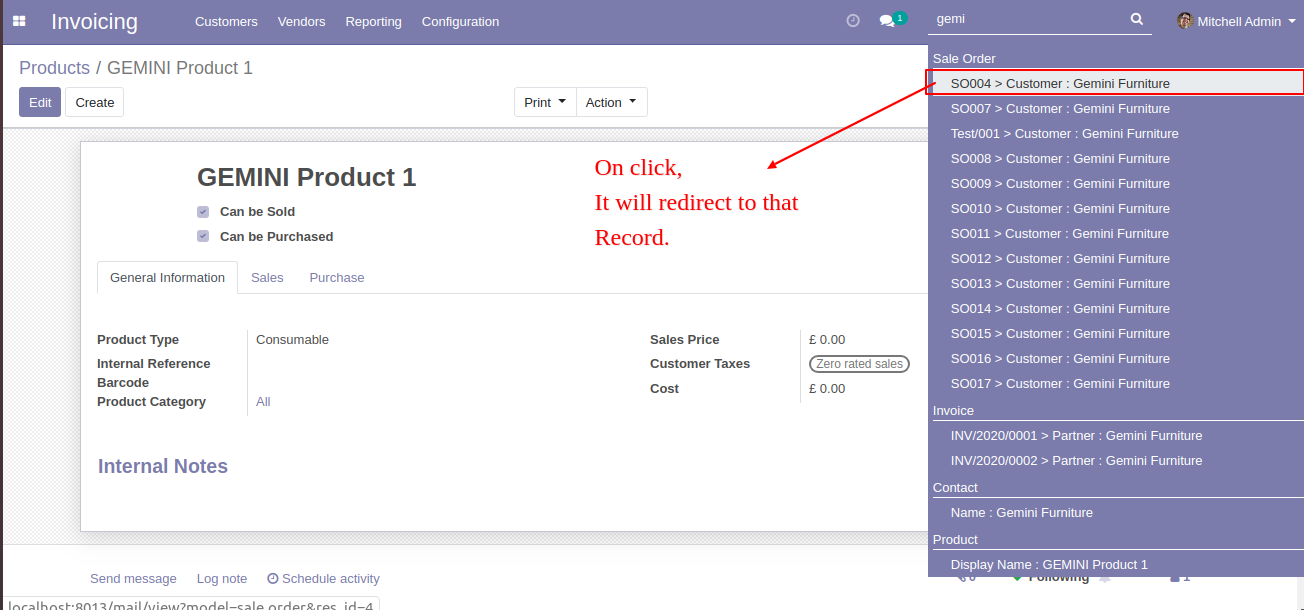 Invoicing
Customers Vendors Reporting Configuration
1
gemi
Mitchell Admin
Products / GEMINI Product 1
Edit Create
Print Action
GEMINI Product 1
Can be Sold
Can be Purchased
On click,
It will redirect to that
Record.
General Information Sales Purchase
Product Type Consumable
Internal Reference
Barcode
Product Category All
Sales Price £ 0.00
Customer Taxes Zero rated sales
Cost £ 0.00
Internal Notes
Send message Log note Schedule activity
0 Following 1
localhost:8013/mail/view?model=sale.order&res_id=4
Sale Order
SO004 > Customer : Gemini Furniture
SO007 > Customer : Gemini Furniture
Test/001 > Customer : Gemini Furniture
SO008 > Customer : Gemini Furniture
SO009 > Customer : Gemini Furniture
SO010 > Customer : Gemini Furniture
SO011 > Customer : Gemini Furniture
SO012 > Customer : Gemini Furniture
SO013 > Customer : Gemini Furniture
SO014 > Customer : Gemini Furniture
SO015 > Customer : Gemini Furniture
SO016 > Customer : Gemini Furniture
SO017 > Customer : Gemini Furniture
Invoice
INV/2020/0001 > Partner : Gemini Furniture
INV/2020/0002 > Partner : Gemini Furniture
Contact
Name : Gemini Furniture
Product
Display Name : GEMINI Product 1